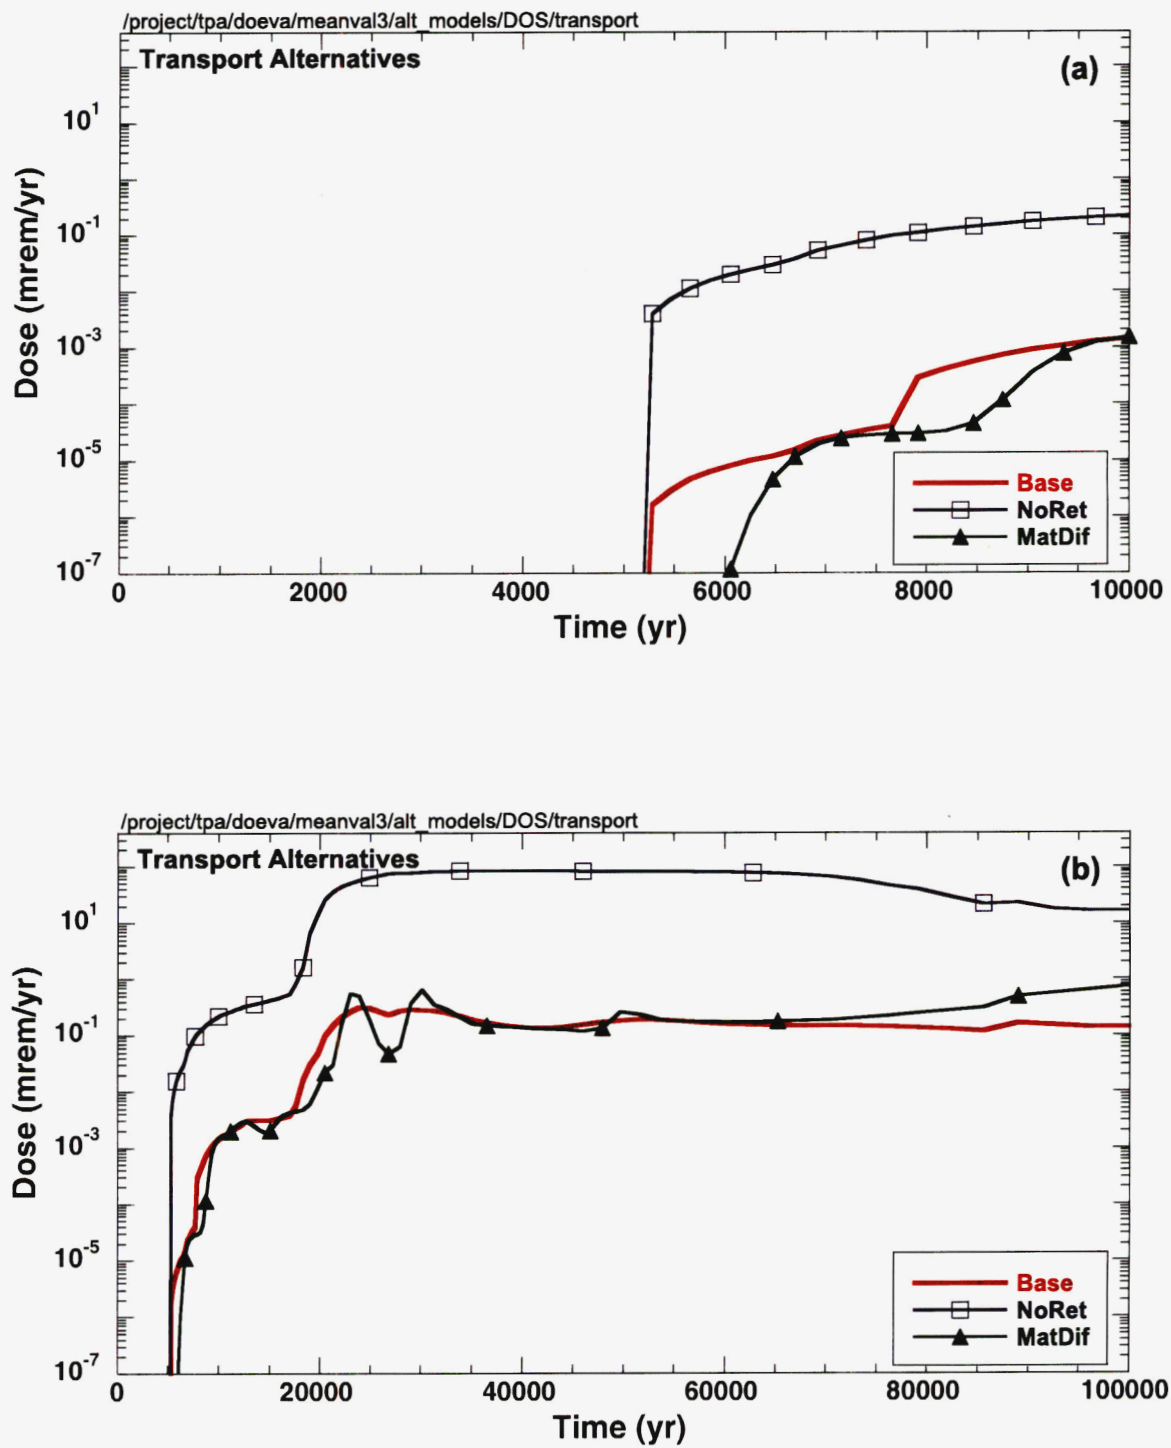 /project/tpa/doeva/meanval3/alt_models/DOS/transport
Transport Alternatives
(a)
10^1
10^-1
10^-3
10^-5
10^-7
Dose (mrem/yr)
Base
NoRet
MatDif
0 2000 4000 6000 8000 10000
Time (yr)
/project/tpa/doeva/meanval3/alt_models/DOS/transport
Transport Alternatives
(b)
10^1
10^-1
10^-3
10^-5
10^-7
Dose (mrem/yr)
Base
NoRet
MatDif
0 20000 40000 60000 80000 100000
Time (yr)